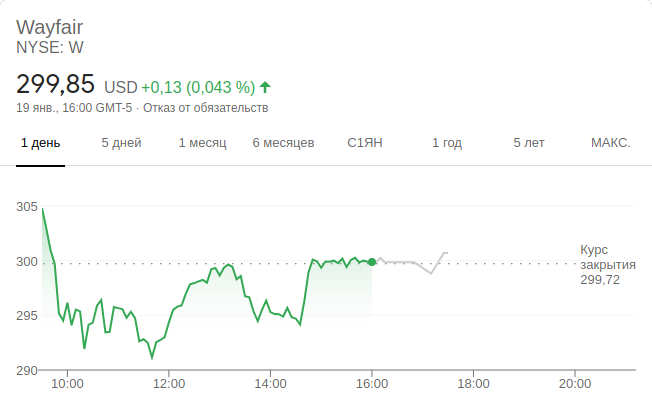 Wayfair
NYSE: W
299,85 USD +0,13 (0,043 %)
19 янв., 16:00 GMT-5 · Отказ от обязательств
1 день 5 дней 1 месяц 6 месяцев С1ЯН 1 год 5 лет МАКС.
305
300
295
290
Курс
закрытия
299,72
10:00 12:00 14:00 16:00 18:00 20:00